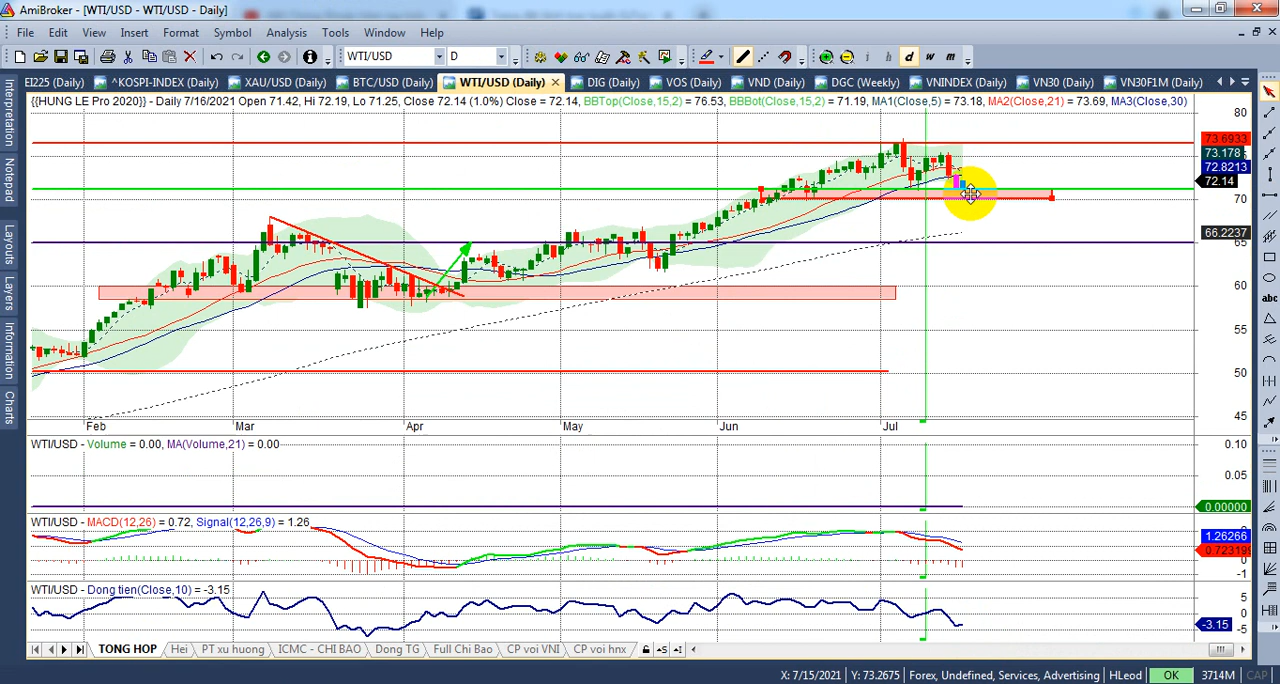 AmiBroker - [WTI/USD - WTI/USD - Daily]
File Edit View Insert Format Symbol Analysis Tools Window Help
WTI/USD D i h d w m
EI225 (Daily) ^KOSPI-INDEX (Daily) XAU/USD (Daily) BTC/USD (Daily) WTI/USD (Daily) DIG (Daily) VOS (Daily) VND (Daily) DGC (Weekly) VNINDEX (Daily) VN30 (Daily) VN30F1M (Daily)
{{HUNG LE Pro 2020}} - Daily 7/16/2021 Open 71.42, Hi 72.19, Lo 71.25, Close 72.14 (1.0%) Close = 72.14, BBTop(Close,15,2) = 76.53, BBBot(Close,15,2) = 71.19, MA1(Close,5) = 73.18, MA2(Close,21) = 73.69, MA3(Close,30)
Interpretation
Notepad
Layouts
Layers
Information
Charts
80
73.6933
73.178
72.8213
72.14
70
66.2237
65
60
55
50
45
abc
Feb Mar Apr May Jun Jul
WTI/USD - Volume = 0.00, MA(Volume,21) = 0.00
0.10
0.05
0.00000
WTI/USD - MACD(12,26) = 0.72, Signal(12,26,9) = 1.26
1.26266
0.723195
-1
WTI/USD - Dong tien(Close,10) = -3.15
5
0
-3.15
-5
TONG HOP Hei PT xu huong ICMC - CHI BAO Dong TG Full Chi Bao CP voi VNI CP voi hnx
X: 7/15/2021 Y: 73.2675 Forex, Undefined, Services, Advertising HLeod OK 3714M CAP